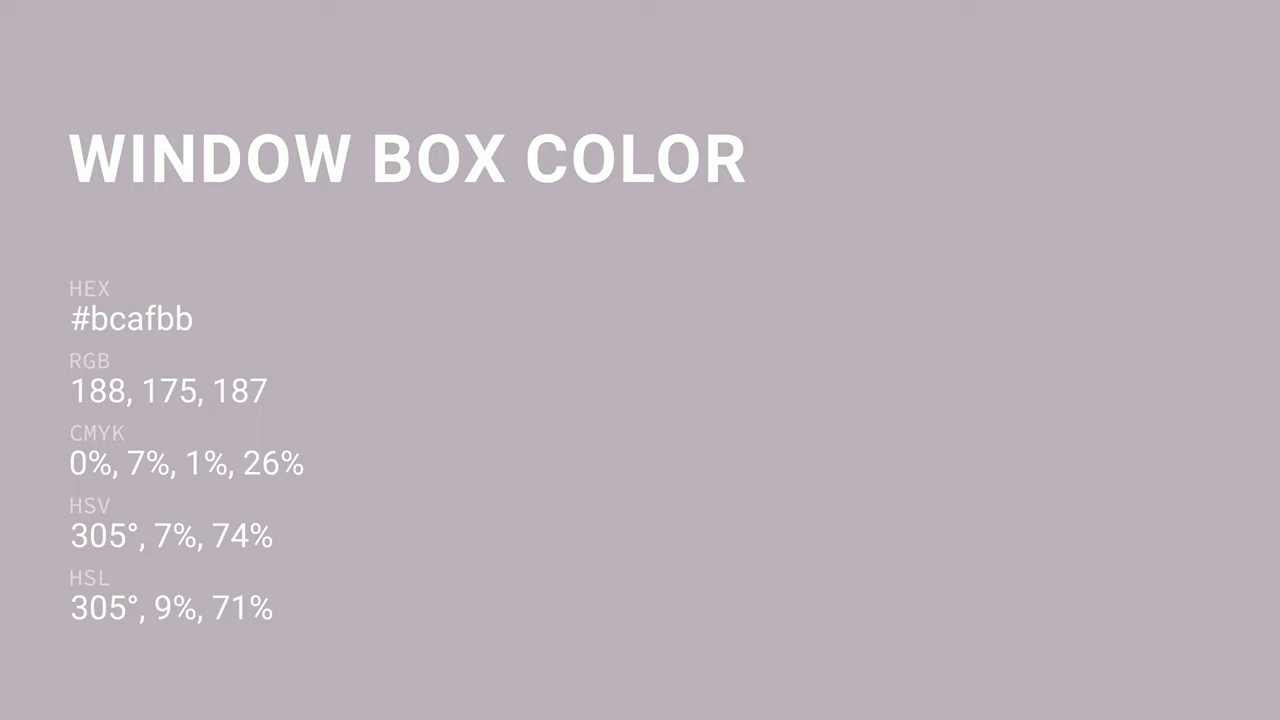 WINDOW BOX COLOR
HEX
#bcafbb
RGB
188, 175, 187
CMYK
0%, 7%, 1%, 26%
HSV
305°, 7%, 74%
HSL
305°, 9%, 71%